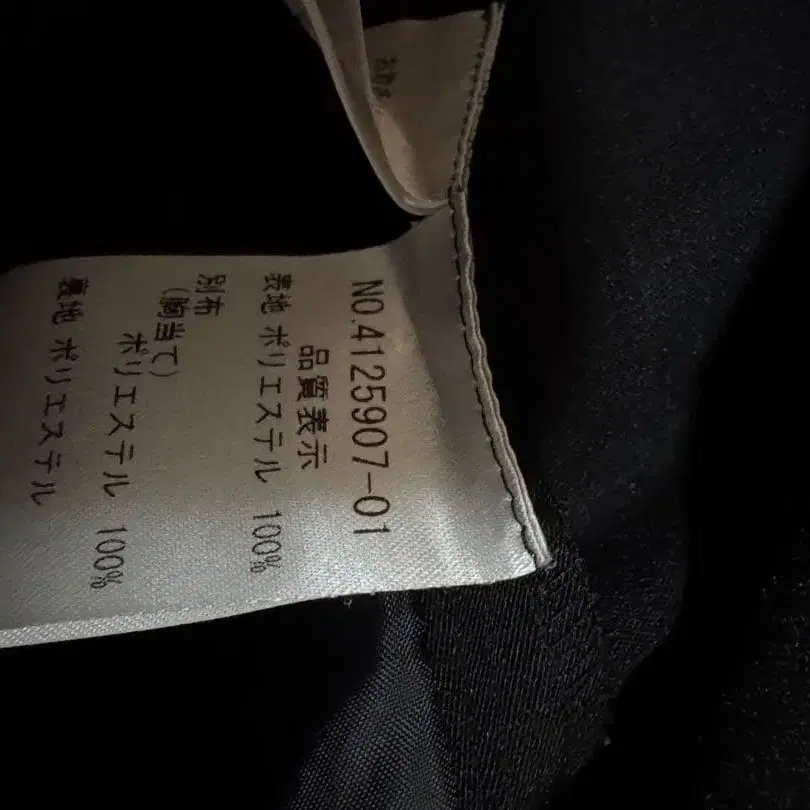 NO.4125907-01
品質表示
表地 ポリエステル 100%
別布
(胸当て)
ポリエステル 100%
裏地 ポリエステル